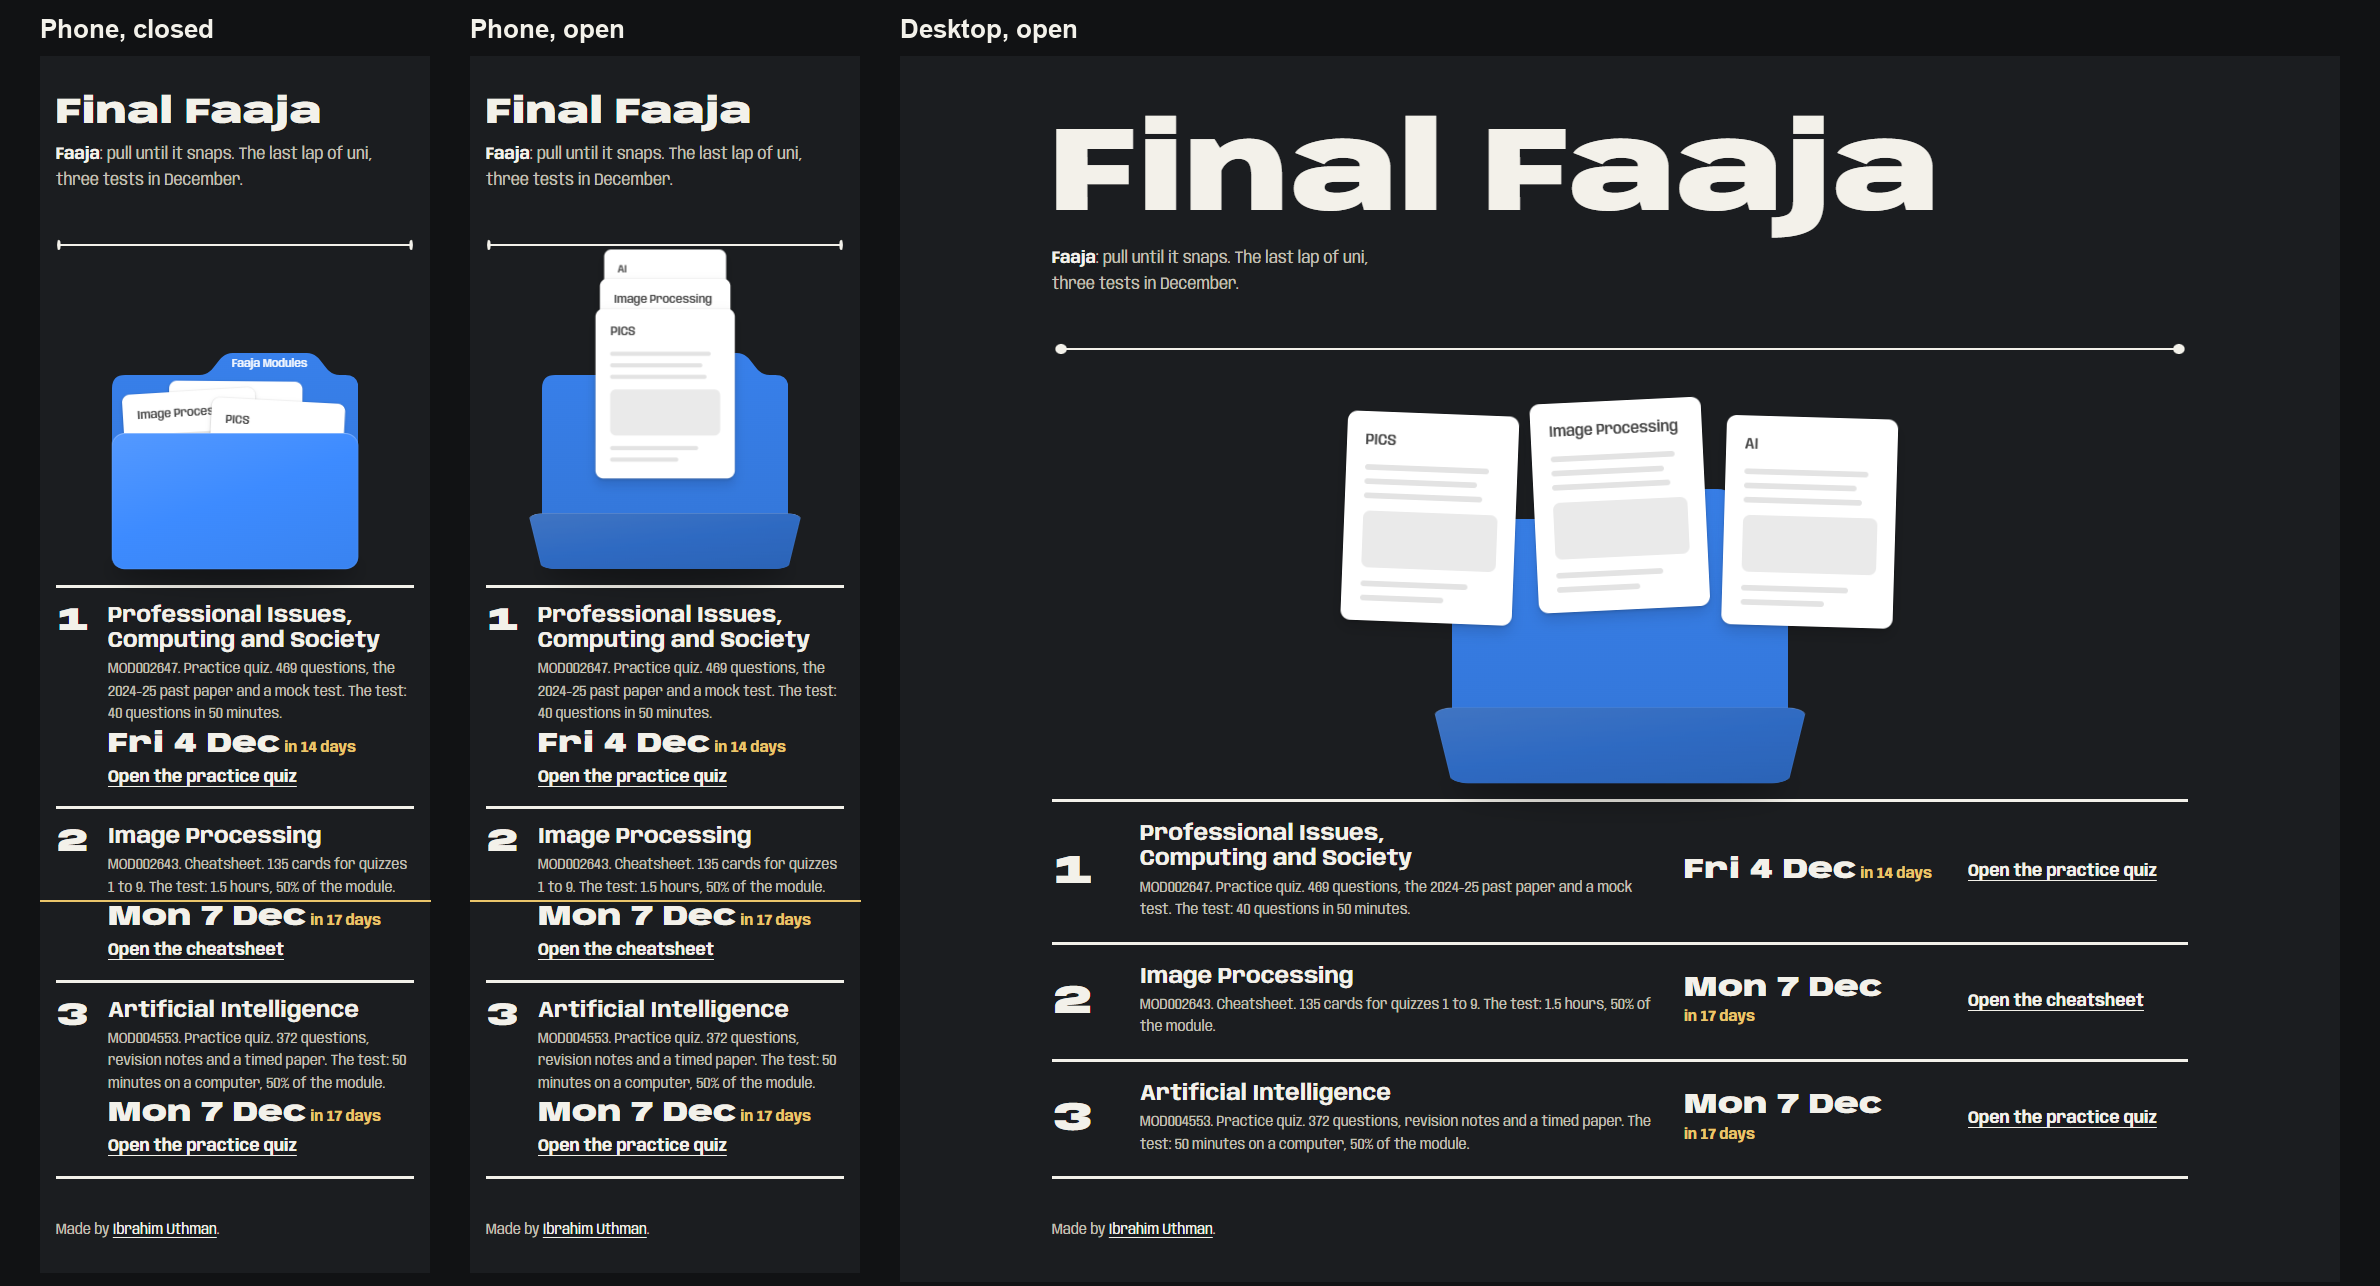 Phone, closed
Final Faaja
Faaja: pull until it snaps. The last lap of uni,
three tests in December.
Faaja Modules
Image Proces
PICS
1
Professional Issues,
Computing and Society
MOD002647. Practice quiz. 469 questions, the
2024-25 past paper and a mock test. The test:
40 questions in 50 minutes.
Fri 4 Dec in 14 days
Open the practice quiz
2
Image Processing
MOD002643. Cheatsheet. 135 cards for quizzes
1 to 9. The test: 1.5 hours, 50% of the module.
Mon 7 Dec in 17 days
Open the cheatsheet
3
Artificial Intelligence
MOD004553. Practice quiz. 372 questions,
revision notes and a timed paper. The test: 50
minutes on a computer, 50% of the module.
Mon 7 Dec in 17 days
Open the practice quiz
Made by Ibrahim Uthman.
Phone, open
Final Faaja
Faaja: pull until it snaps. The last lap of uni,
three tests in December.
AI
Image Processing
PICS
1
Professional Issues,
Computing and Society
MOD002647. Practice quiz. 469 questions, the
2024-25 past paper and a mock test. The test:
40 questions in 50 minutes.
Fri 4 Dec in 14 days
Open the practice quiz
2
Image Processing
MOD002643. Cheatsheet. 135 cards for quizzes
1 to 9. The test: 1.5 hours, 50% of the module.
Mon 7 Dec in 17 days
Open the cheatsheet
3
Artificial Intelligence
MOD004553. Practice quiz. 372 questions,
revision notes and a timed paper. The test: 50
minutes on a computer, 50% of the module.
Mon 7 Dec in 17 days
Open the practice quiz
Made by Ibrahim Uthman.
Desktop, open
Final Faaja
Faaja: pull until it snaps. The last lap of uni,
three tests in December.
PICS
Image Processing
AI
1
Professional Issues,
Computing and Society
MOD002647. Practice quiz. 469 questions, the 2024-25 past paper and a mock
test. The test: 40 questions in 50 minutes.
Fri 4 Dec in 14 days
Open the practice quiz
2
Image Processing
MOD002643. Cheatsheet. 135 cards for quizzes 1 to 9. The test: 1.5 hours, 50% of
the module.
Mon 7 Dec
in 17 days
Open the cheatsheet
3
Artificial Intelligence
MOD004553. Practice quiz. 372 questions, revision notes and a timed paper. The
test: 50 minutes on a computer, 50% of the module.
Mon 7 Dec
in 17 days
Open the practice quiz
Made by Ibrahim Uthman.